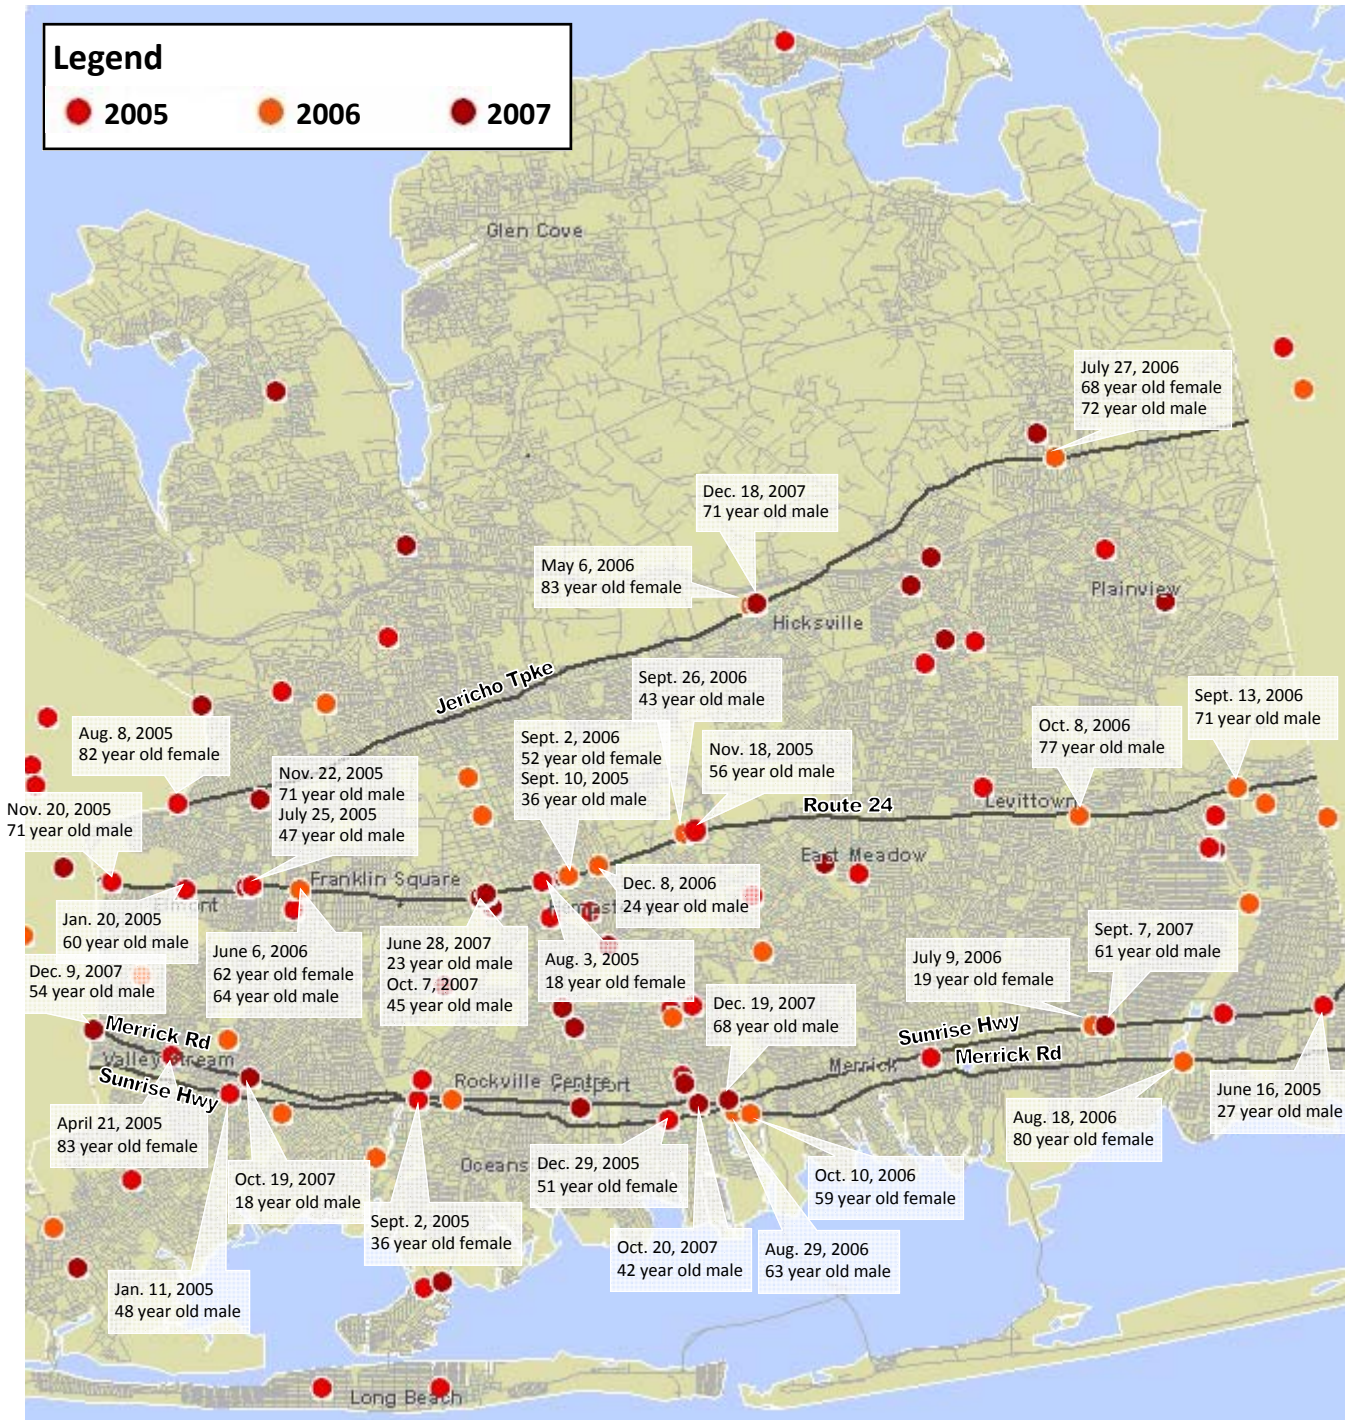 Legend
2005 2006 2007
Glen Cove
July 27, 2006
68 year old female
72 year old male
Dec. 18, 2007
71 year old male
May 6, 2006
83 year old female
Plainview
Hicksville
Jericho Tpke
Sept. 26, 2006
43 year old male
Sept. 13, 2006
71 year old male
Aug. 8, 2005
82 year old female
Sept. 2, 2006
52 year old female
Sept. 10, 2005
36 year old male
Nov. 18, 2005
56 year old male
Oct. 8, 2006
77 year old male
Nov. 22, 2005
71 year old male
July 25, 2005
47 year old male
Nov. 20, 2005
71 year old male
Route 24
Levittown
East Meadow
Franklin Square
Dec. 8, 2006
24 year old male
Jan. 20, 2005
60 year old male
June 6, 2006
62 year old female
64 year old male
June 28, 2007
23 year old male
Oct. 7, 2007
45 year old male
Aug. 3, 2005
18 year old female
Sept. 7, 2007
61 year old male
July 9, 2006
19 year old female
Dec. 9, 2007
54 year old male
Dec. 19, 2007
68 year old male
Merrick Rd
Sunrise Hwy
Merrick Rd
Valley Stream
Merrick
Rockville Centre
Sunrise Hwy
June 16, 2005
27 year old male
Aug. 18, 2006
80 year old female
April 21, 2005
83 year old female
Oct. 19, 2007
18 year old male
Dec. 29, 2005
51 year old female
Oct. 10, 2006
59 year old female
Sept. 2, 2005
36 year old female
Oct. 20, 2007
42 year old male
Aug. 29, 2006
63 year old male
Jan. 11, 2005
48 year old male
Long Beach